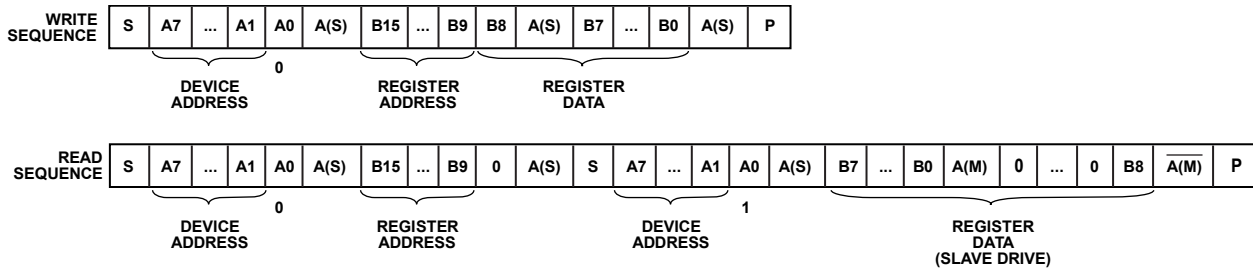 WRITE
SEQUENCE
S A7 ... A1 A0 A(S) B15 ... B9 B8 A(S) B7 ... B0 A(S) P
0
DEVICE
ADDRESS
REGISTER
ADDRESS
REGISTER
DATA
READ
SEQUENCE
S A7 ... A1 A0 A(S) B15 ... B9 0 A(S) S A7 ... A1 A0 A(S) B7 ... B0 A(M) 0 ... 0 B8 A̅(̅M̅)̅ P
0 1
DEVICE
ADDRESS
REGISTER
ADDRESS
DEVICE
ADDRESS
REGISTER
DATA
(SLAVE DRIVE)